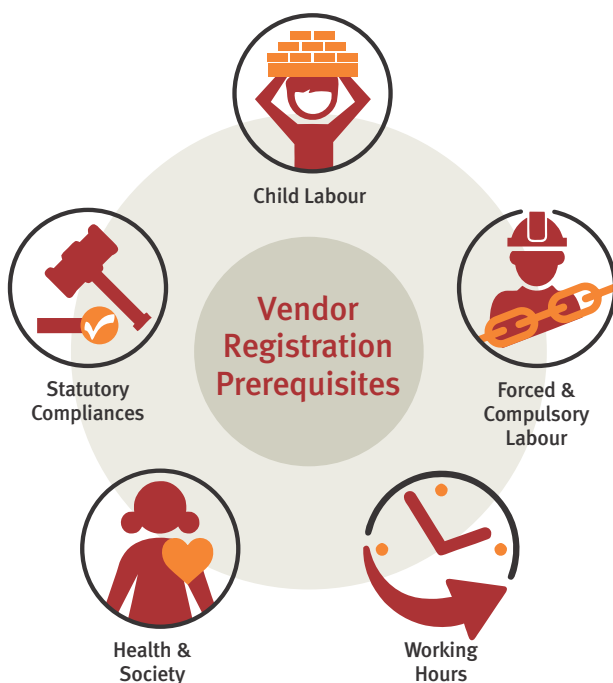 Child Labour
Vendor
Registration
Prerequisites
Statutory
Compliances
Forced &
Compulsory
Labour
Health &
Society
Working
Hours